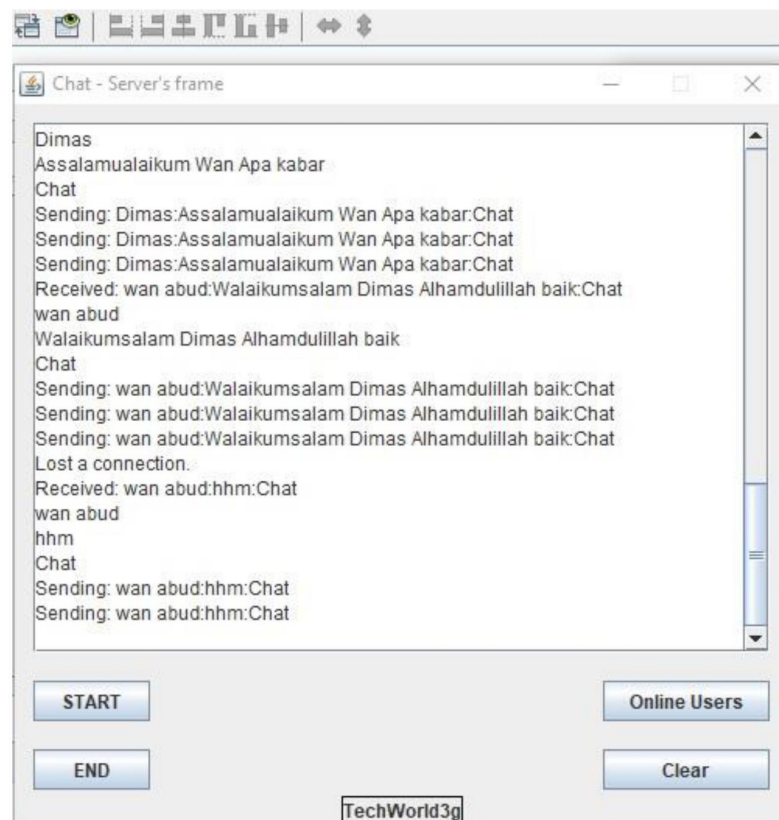 Chat - Server's frame
Dimas
Assalamualaikum Wan Apa kabar
Chat
Sending: Dimas:Assalamualaikum Wan Apa kabar:Chat
Sending: Dimas:Assalamualaikum Wan Apa kabar:Chat
Sending: Dimas:Assalamualaikum Wan Apa kabar:Chat
Received: wan abud:Walaikumsalam Dimas Alhamdulillah baik:Chat
wan abud
Walaikumsalam Dimas Alhamdulillah baik
Chat
Sending: wan abud:Walaikumsalam Dimas Alhamdulillah baik:Chat
Sending: wan abud:Walaikumsalam Dimas Alhamdulillah baik:Chat
Sending: wan abud:Walaikumsalam Dimas Alhamdulillah baik:Chat
Lost a connection.
Received: wan abud:hhm:Chat
wan abud
hhm
Chat
Sending: wan abud:hhm:Chat
Sending: wan abud:hhm:Chat
START
Online Users
END
Clear
TechWorld3g